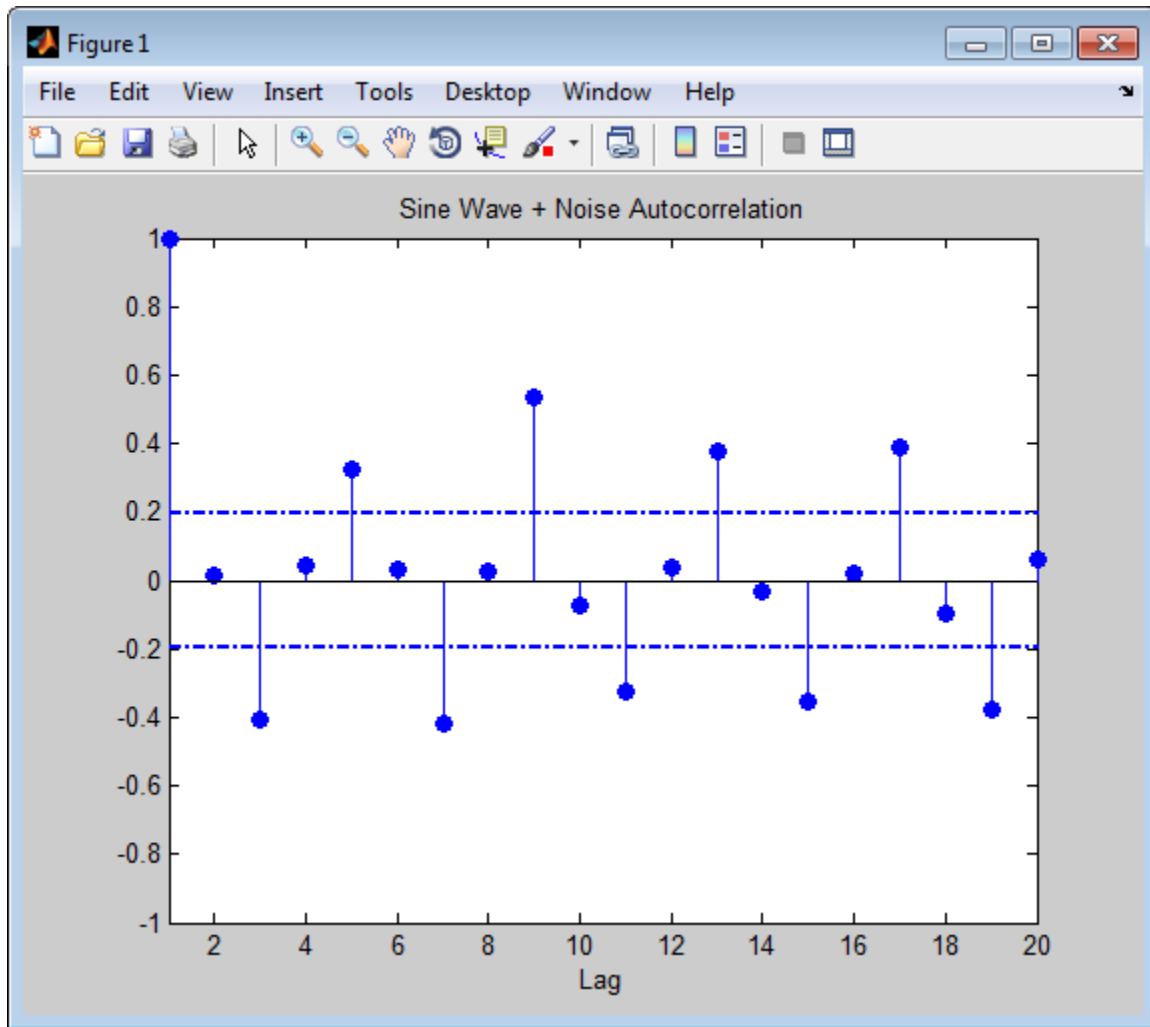 Figure 1
File Edit View Insert Tools Desktop Window Help
Sine Wave + Noise Autocorrelation
1
0.8
0.6
0.4
0.2
0
-0.2
-0.4
-0.6
-0.8
-1
2 4 6 8 10 12 14 16 18 20
Lag